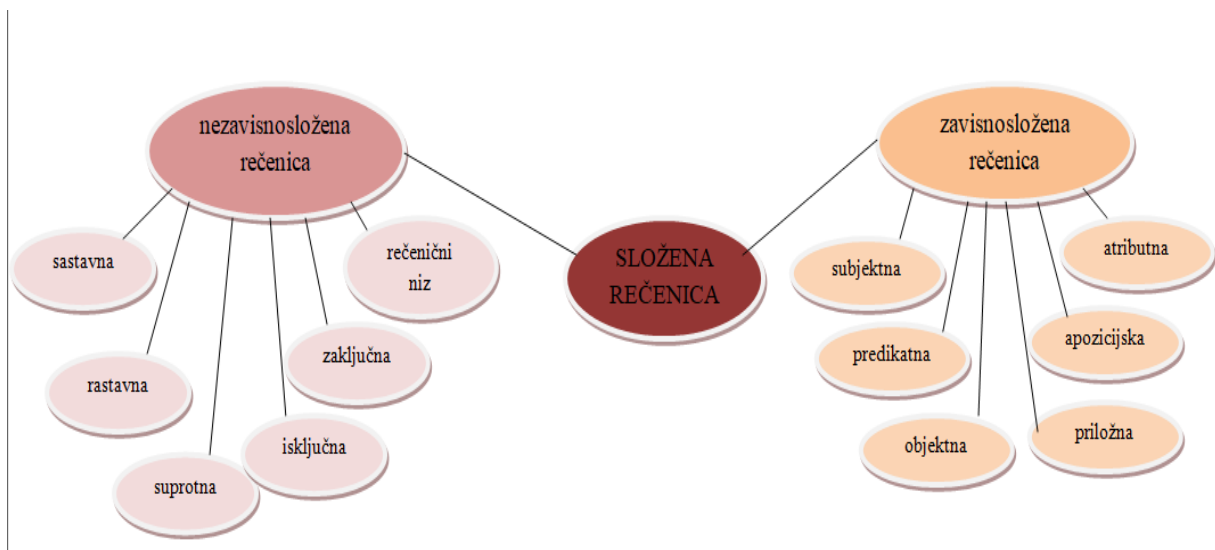 nezavisnosložena
rečenica
sastavna
rastavna
suprotna
isključna
zaključna
rečenični
niz
SLOŽENA
REČENICA
zavisnosložena
rečenica
subjektna
predikatna
objektna
priložna
apozicijska
atributna